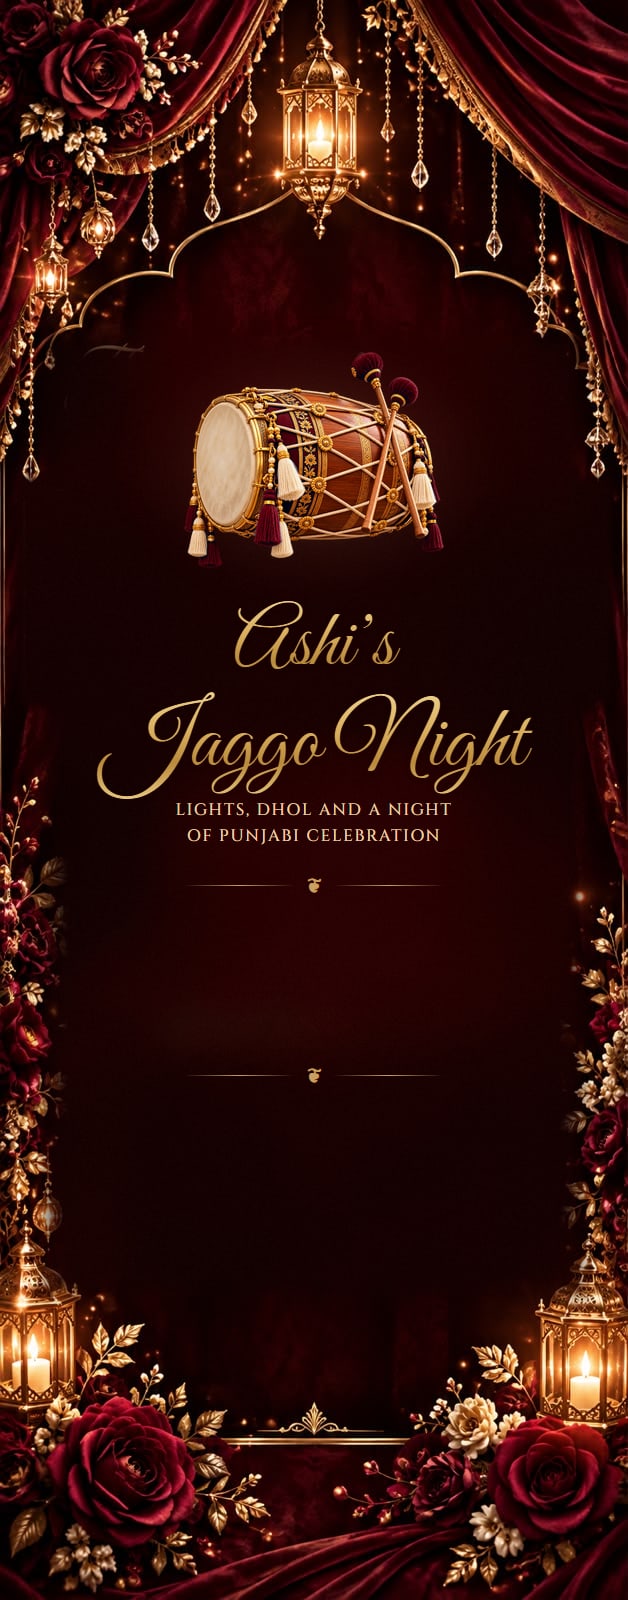 Ashi's
Jaggo Night
LIGHTS, DHOL AND A NIGHT
OF PUNJABI CELEBRATION